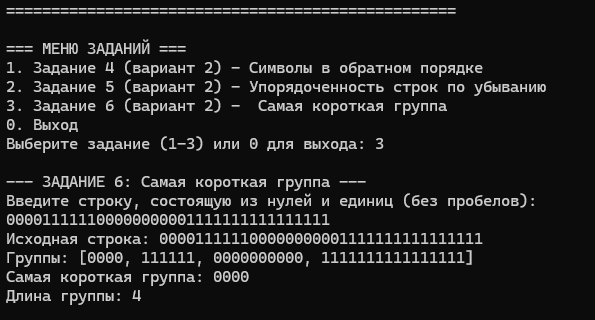 ==================================================
=== МЕНЮ ЗАДАНИЙ ===
1. Задание 4 (вариант 2) - Символы в обратном порядке
2. Задание 5 (вариант 2) - Упорядоченность строк по убыванию
3. Задание 6 (вариант 2) -  Самая короткая группа
0. Выход
Выберите задание (1-3) или 0 для выхода: 3
--- ЗАДАНИЕ 6: Самая короткая группа ---
Введите строку, состоящую из нулей и единиц (без пробелов):
000011111100000000001111111111111111
Исходная строка: 000011111100000000001111111111111111
Группы: [0000, 111111, 0000000000, 1111111111111111]
Самая короткая группа: 0000
Длина группы: 4